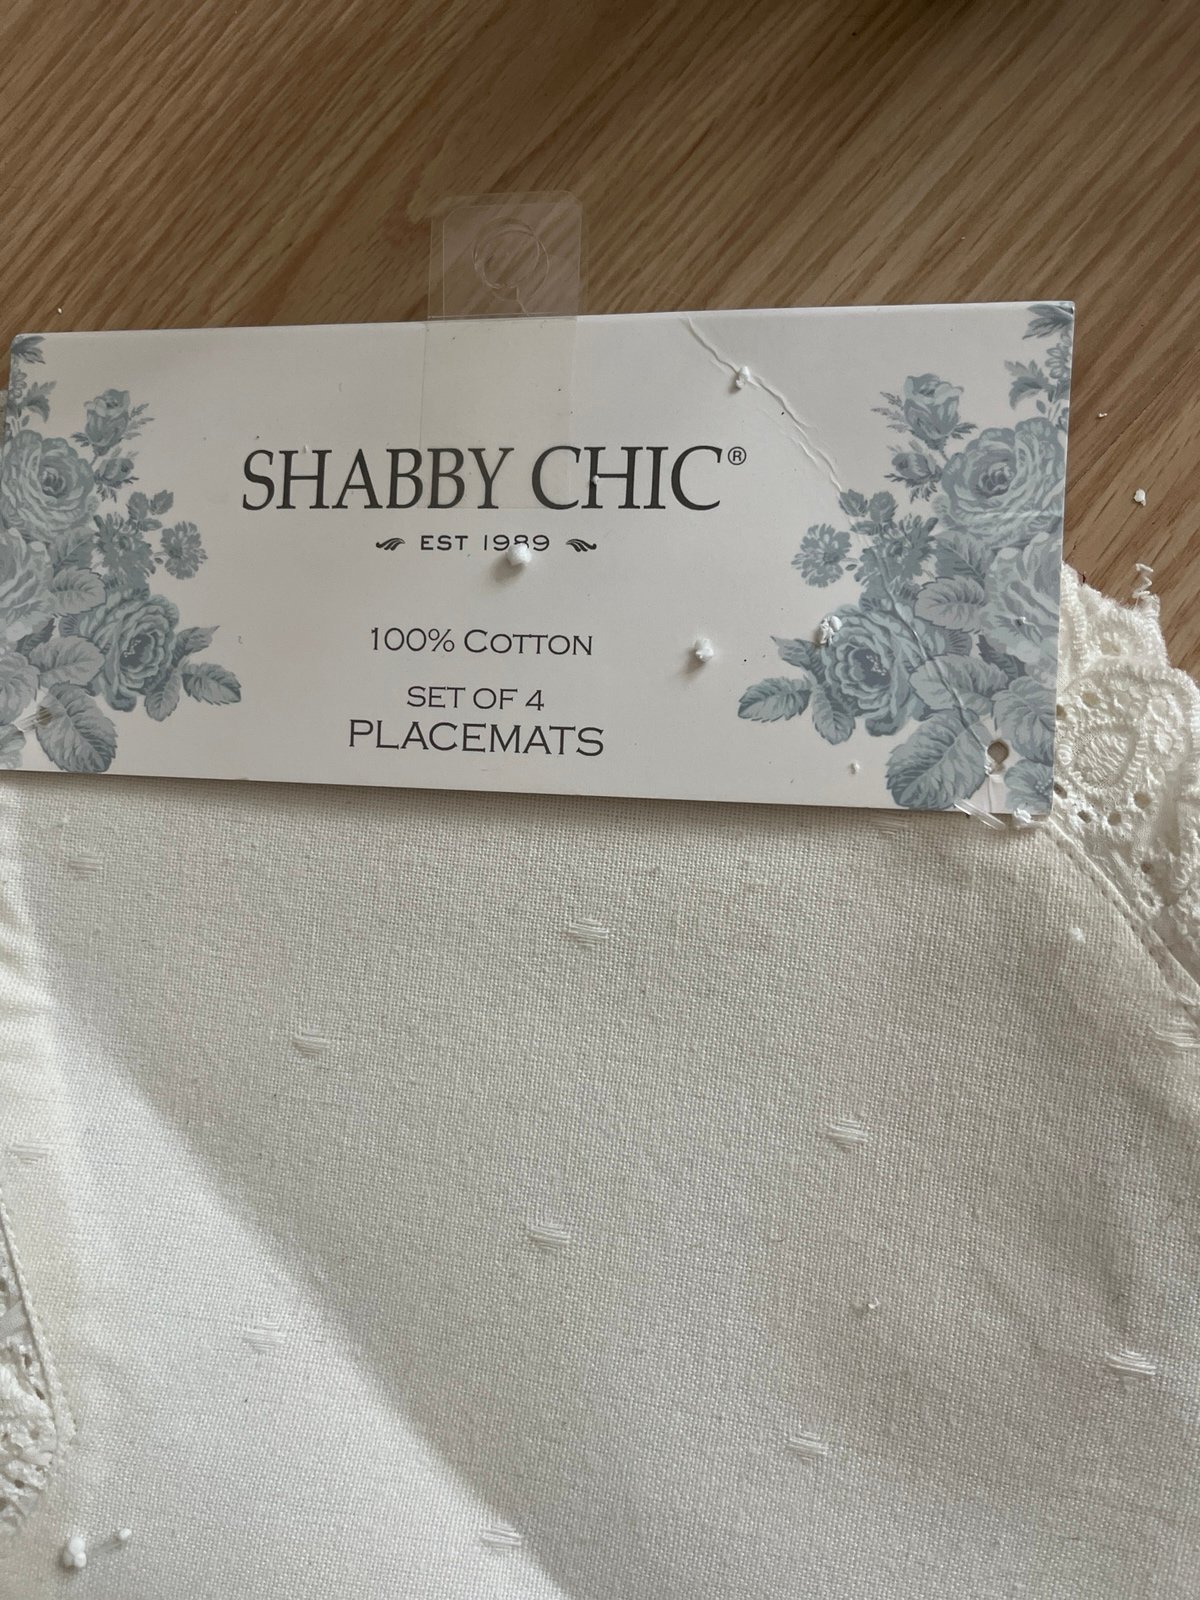 SHABBY CHIC®
EST 1989
100% COTTON
SET OF 4
PLACEMATS